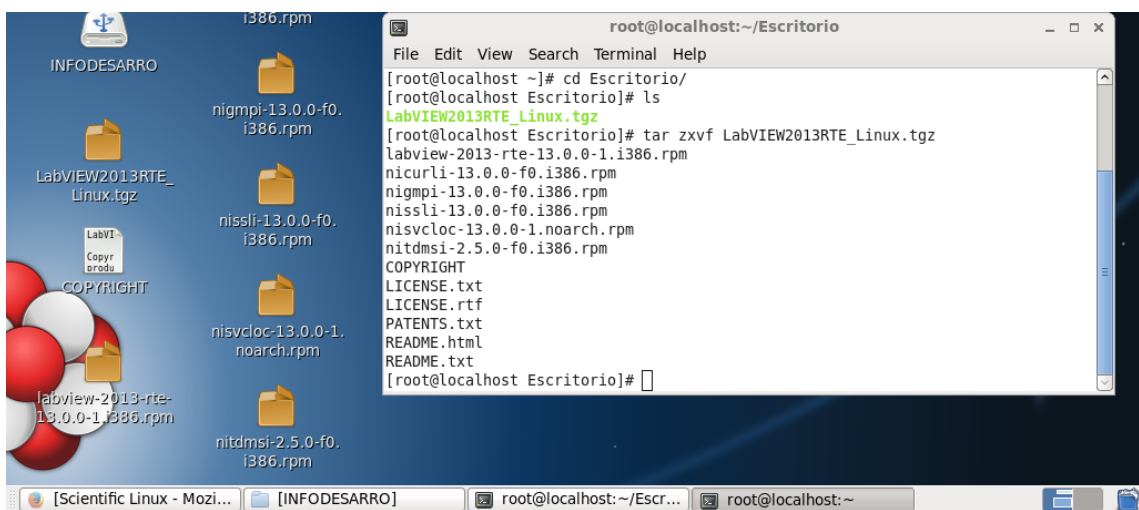 i386.rpm
INFODESARRO
nigmpi-13.0.0-f0.
i386.rpm
LabVIEW2013RTE_
Linux.tgz
nissli-13.0.0-f0.
i386.rpm
LabVI
Copyr
produ
COPYRIGHT
nisvcloc-13.0.0-1.
noarch.rpm
labview-2013-rte-
13.0.0-1.i386.rpm
nitdmsi-2.5.0-f0.
i386.rpm
root@localhost:~/Escritorio
File Edit View Search Terminal Help
[root@localhost ~]# cd Escritorio/
[root@localhost Escritorio]# ls
LabVIEW2013RTE_Linux.tgz
[root@localhost Escritorio]# tar zxvf LabVIEW2013RTE_Linux.tgz
labview-2013-rte-13.0.0-1.i386.rpm
nicurli-13.0.0-f0.i386.rpm
nigmpi-13.0.0-f0.i386.rpm
nissli-13.0.0-f0.i386.rpm
nisvcloc-13.0.0-1.noarch.rpm
nitdmsi-2.5.0-f0.i386.rpm
COPYRIGHT
LICENSE.txt
LICENSE.rtf
PATENTS.txt
README.html
README.txt
[root@localhost Escritorio]#
[Scientific Linux - Mozi...
[INFODESARRO]
root@localhost:~/Escr...
root@localhost:~